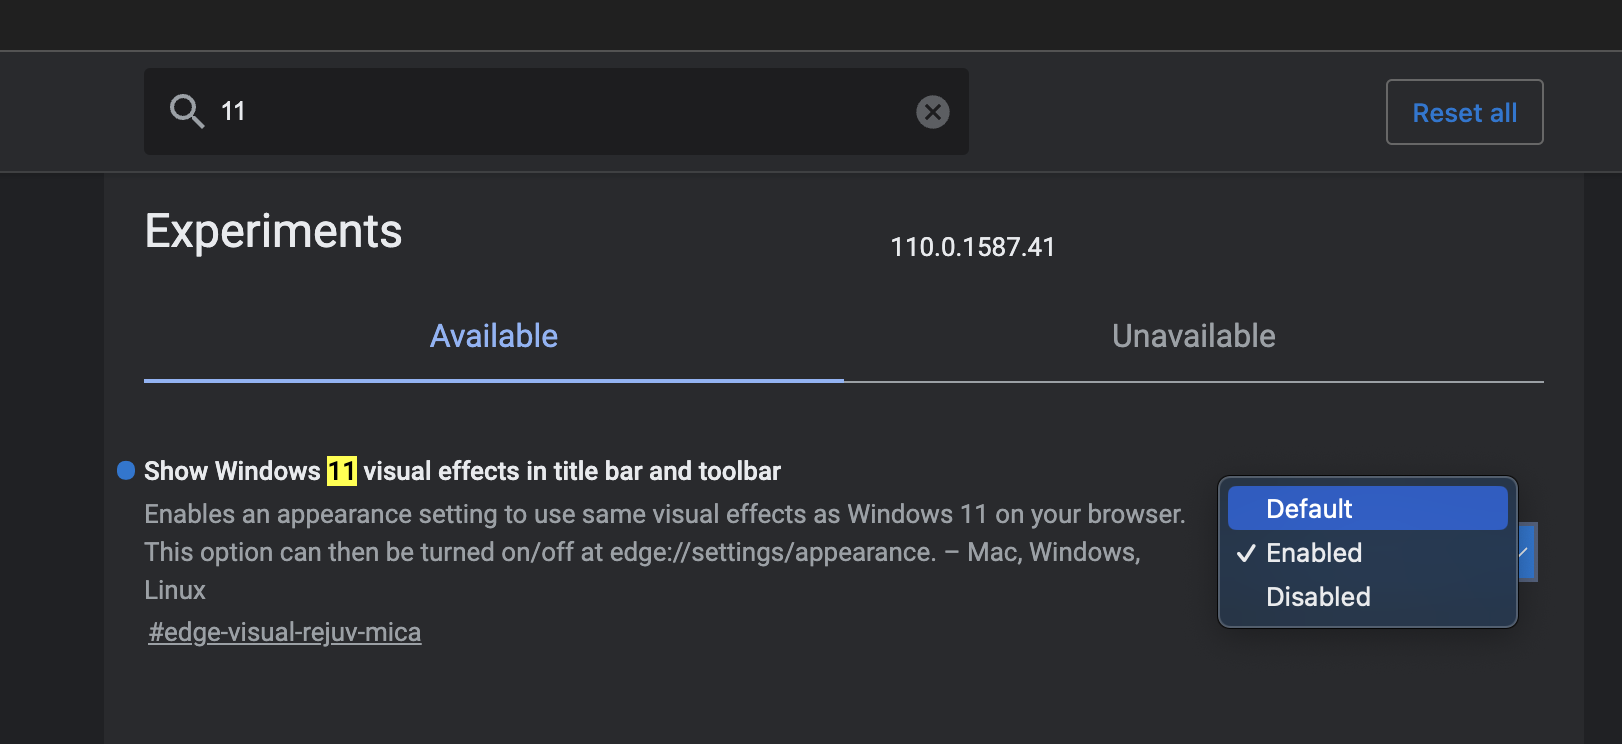 11
Reset all
Experiments
110.0.1587.41
Available
Unavailable
Show Windows 11 visual effects in title bar and toolbar
Enables an appearance setting to use same visual effects as Windows 11 on your browser.
This option can then be turned on/off at edge://settings/appearance. – Mac, Windows,
Linux
#edge-visual-rejuv-mica
Default
Enabled
Disabled